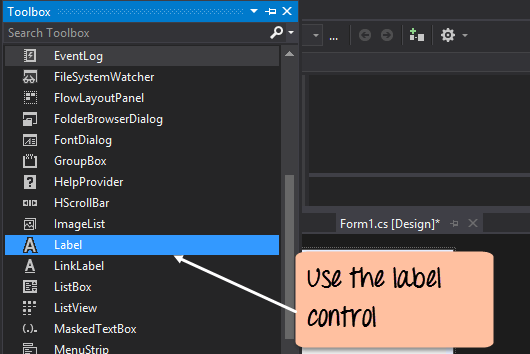 Toolbox
Search Toolbox
...
EventLog
FileSystemWatcher
FlowLayoutPanel
FolderBrowserDialog
FontDialog
GroupBox
HelpProvider
HScrollBar
ImageList
Label
LinkLabel
ListBox
ListView
MaskedTextBox
MenuStrip
Form1.cs [Design]*
Use the label
control